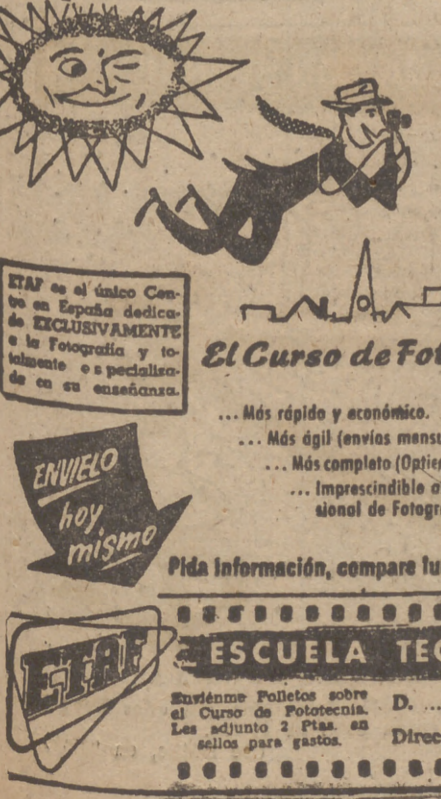 ETAF es el único Cen-
tro en España dedica-
do EXCLUSIVAMENTE
a la Fotografía y to-
talmente especializa-
do en su enseñanza.
El Curso de Fot
... Más rápido y económico.
... Más ágil (envíos mensu
... Más completo (Optie
... Imprescindible a
sional de Fotogr
ENVIELO
hoy
mismo
Pida información, compare lu
ETAF
ESCUELA TEC
Envíenme Folletos sobre
el Curso de Fototecnia.
Les adjunto 2 Ptas. en
sellos para gastos.
D. ...
Direc